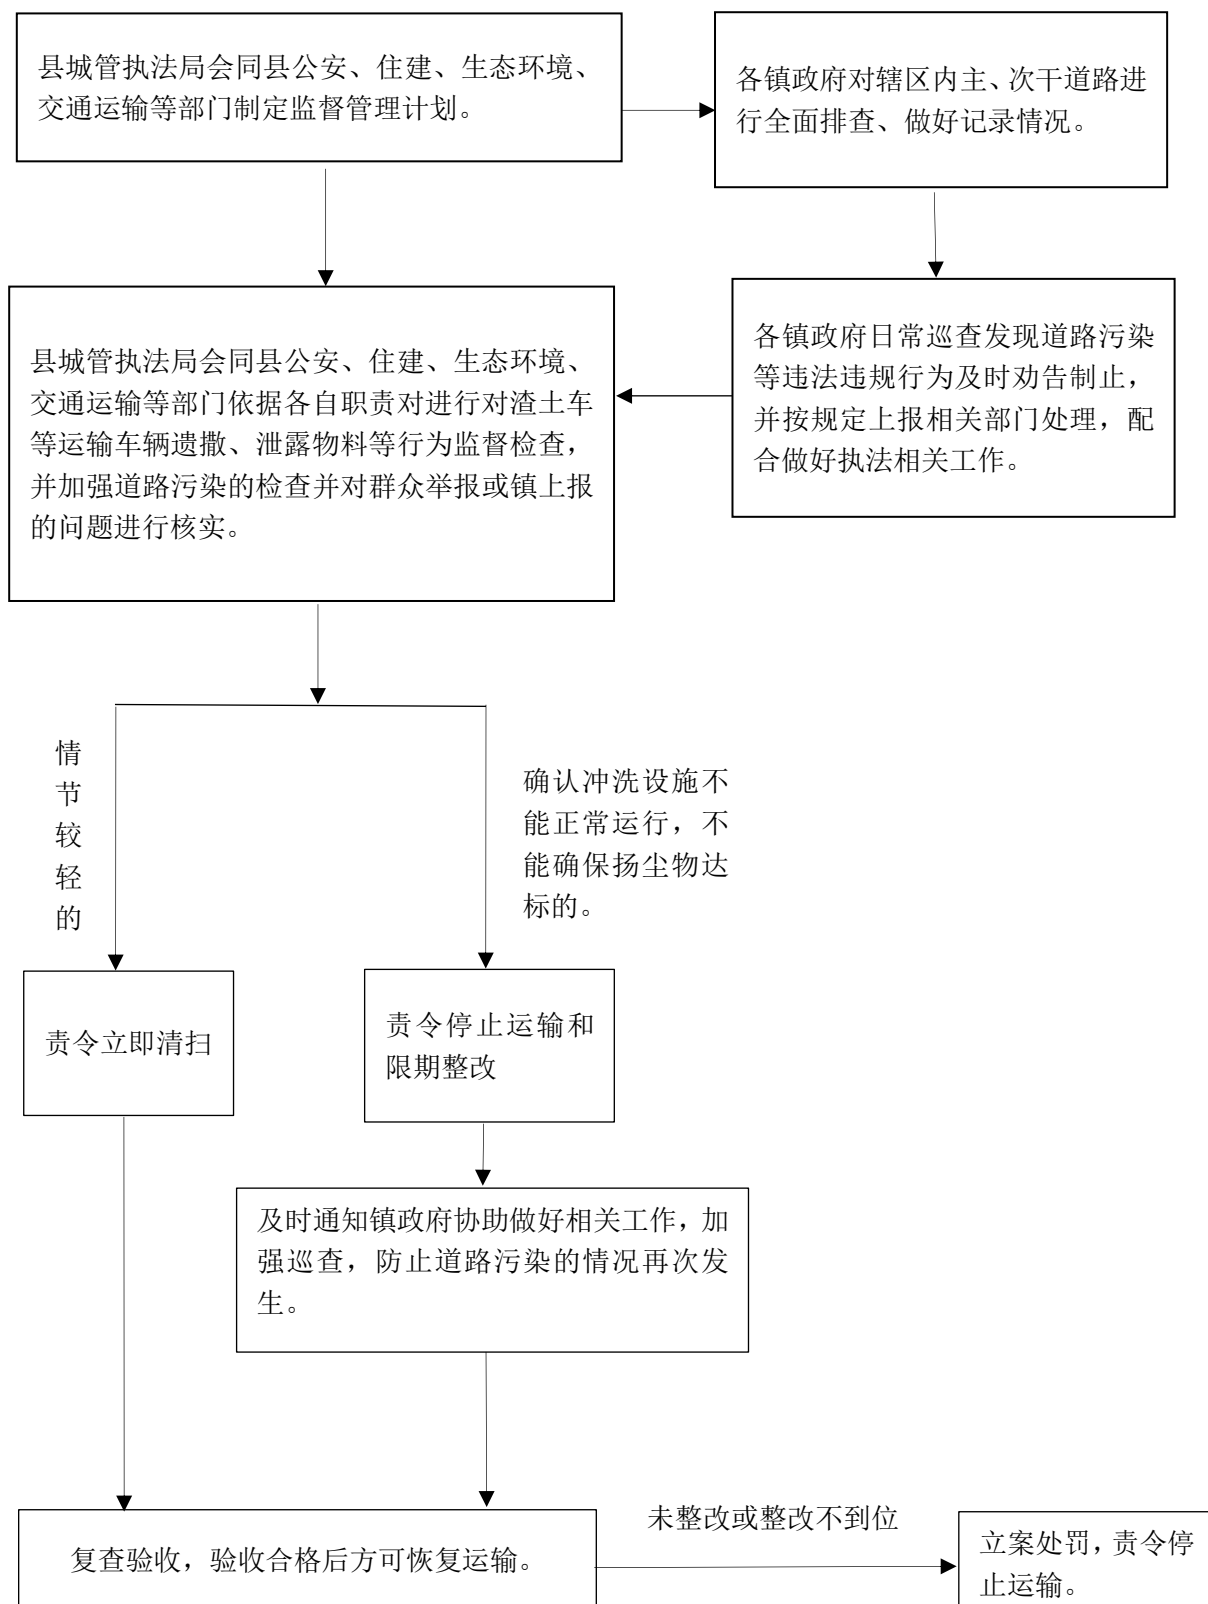 县城管执法局会同县公安、住建、生态环境、
交通运输等部门制定监督管理计划。
各镇政府对辖区内主、次干道路进
行全面排查、做好记录情况。
各镇政府日常巡查发现道路污染
等违法违规行为及时劝告制止，
并按规定上报相关部门处理，配
合做好执法相关工作。
县城管执法局会同县公安、住建、生态环境、
交通运输等部门依据各自职责对进行对渣土车
等运输车辆遗撒、泄露物料等行为监督检查，
并加强道路污染的检查并对群众举报或镇上报
的问题进行核实。
情
节
较
轻
的
确认冲洗设施不
能正常运行，不
能确保扬尘物达
标的。
责令立即清扫
责令停止运输和
限期整改
及时通知镇政府协助做好相关工作，加
强巡查，防止道路污染的情况再次发
生。
复查验收，验收合格后方可恢复运输。
未整改或整改不到位
立案处罚，责令停
止运输。